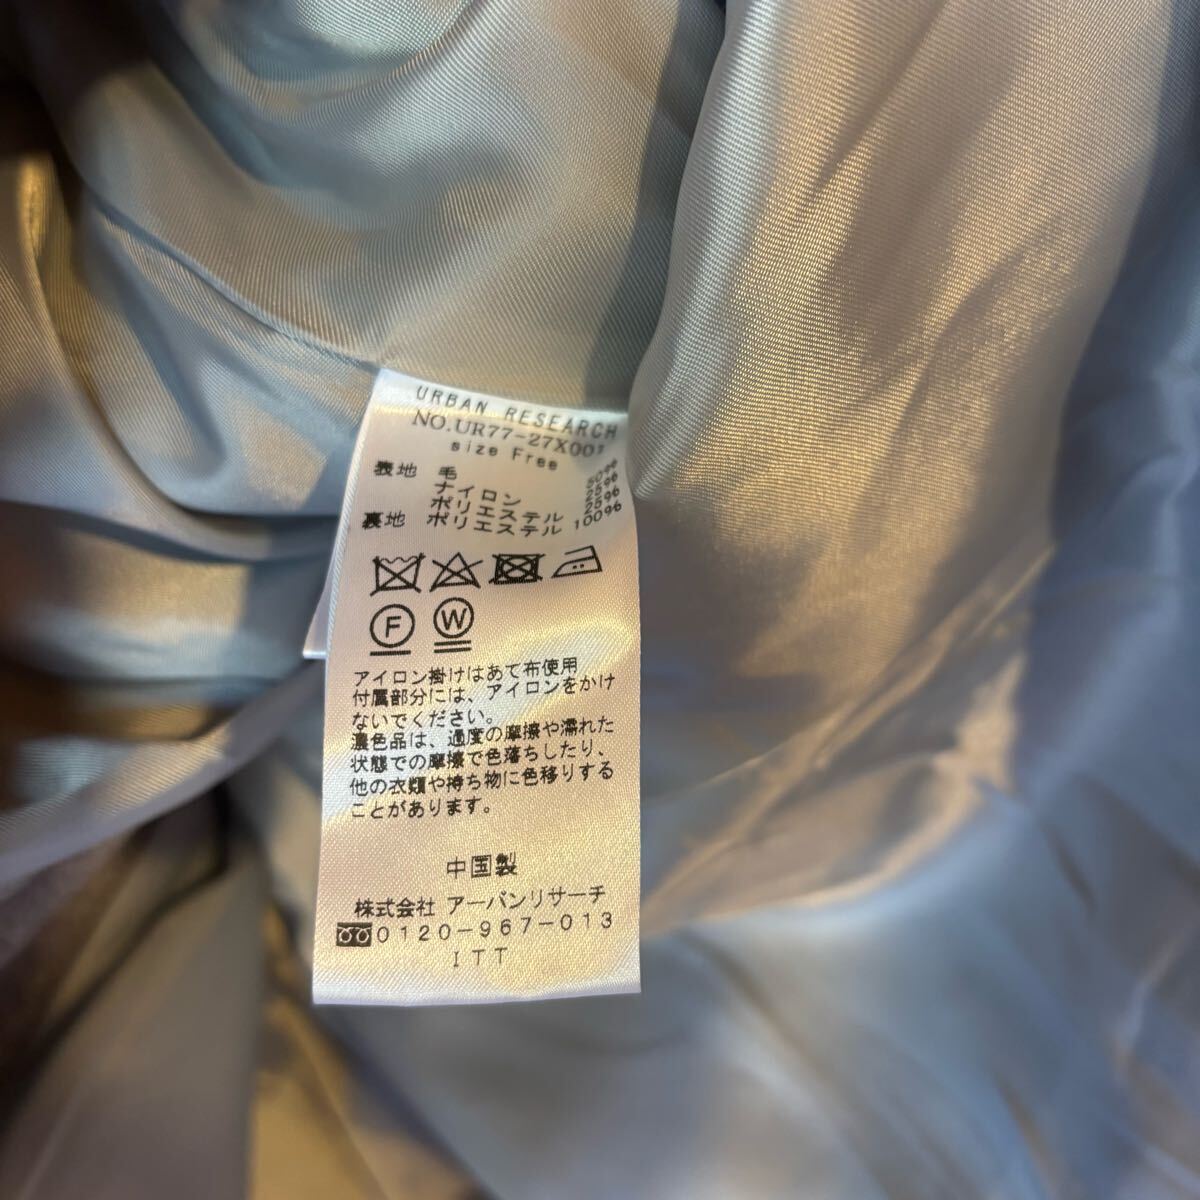 URBAN RESEARCH
NO.UR77-27X001
size Free
表地 毛 50%
ナイロン 25%
ポリエステル 25%
裏地 ポリエステル 100%
F W
アイロン掛けはあて布使用
付属部分には、アイロンをかけ
ないでください。
濃色品は、過度の摩擦や濡れた
状態での摩擦で色落ちしたり、
他の衣類や持ち物に色移りする
ことがあります。
中国製
株式会社 アーバンリサーチ
0120-967-013
ITT